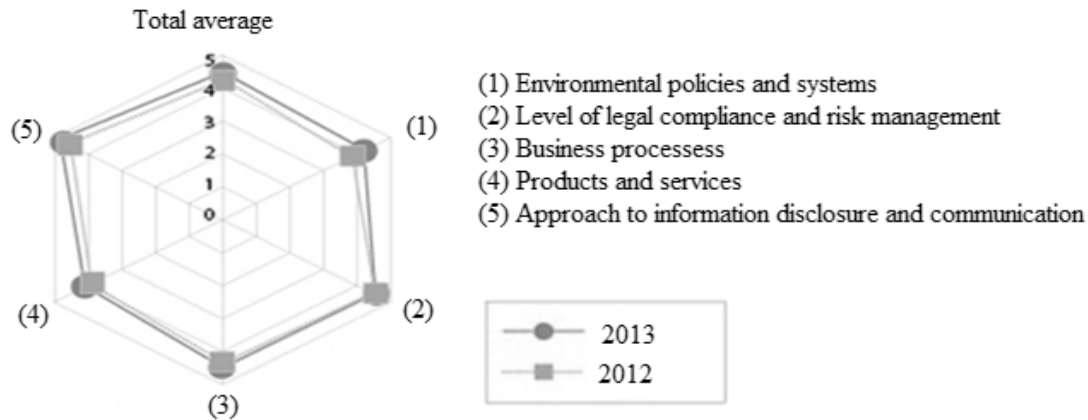 Total average
5
4
3
2
1
0
(1)
(2)
(3)
(4)
(5)
(1) Environmental policies and systems
(2) Level of legal compliance and risk management
(3) Business processess
(4) Products and services
(5) Approach to information disclosure and communication
2013
2012